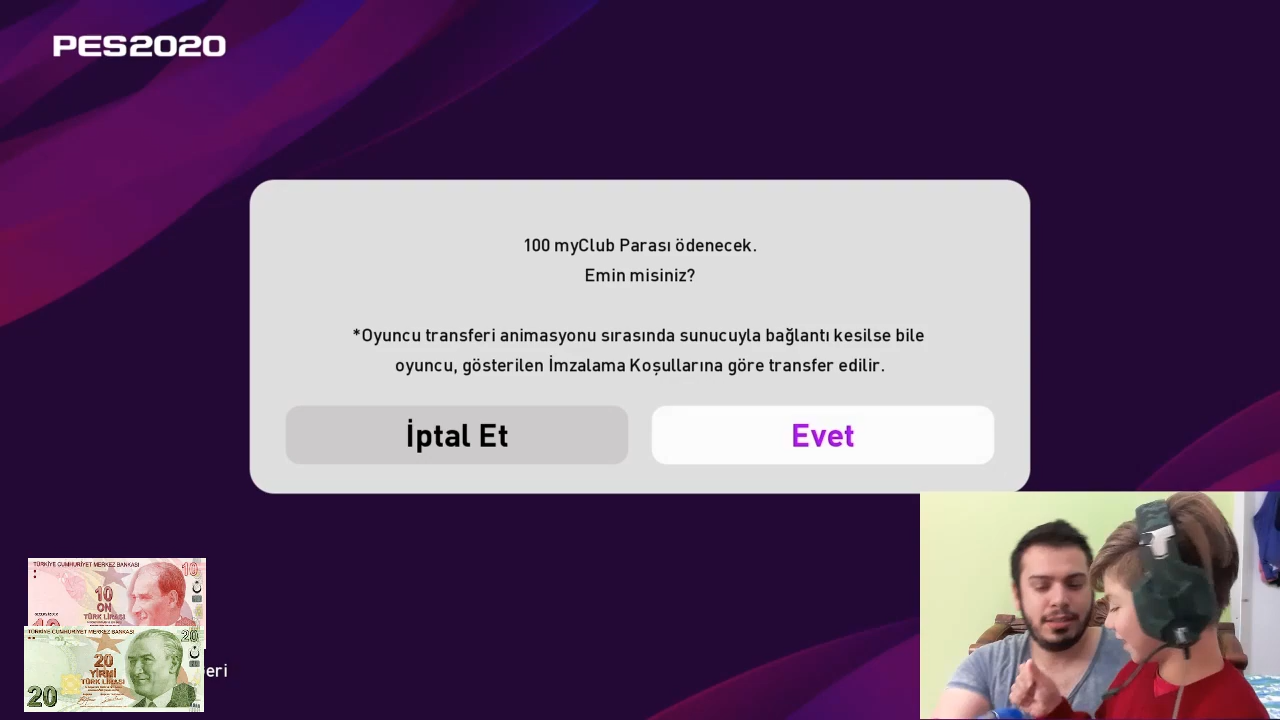 PES2020
100 myClub Parası ödenecek.
Emin misiniz?
*Oyuncu transferi animasyonu sırasında sunucuyla bağlantı kesilse bile
oyuncu, gösterilen İmzalama Koşullarına göre transfer edilir.
İptal Et
Evet
TÜRKİYE CUMHURİYET MERKEZ BANKASI
10
10
ON
TÜRK LİRASI
TÜRKİYE CUMHURİYET MERKEZ BANKASI
20
20
YİRMİ
TÜRK LİRASI
20
eri